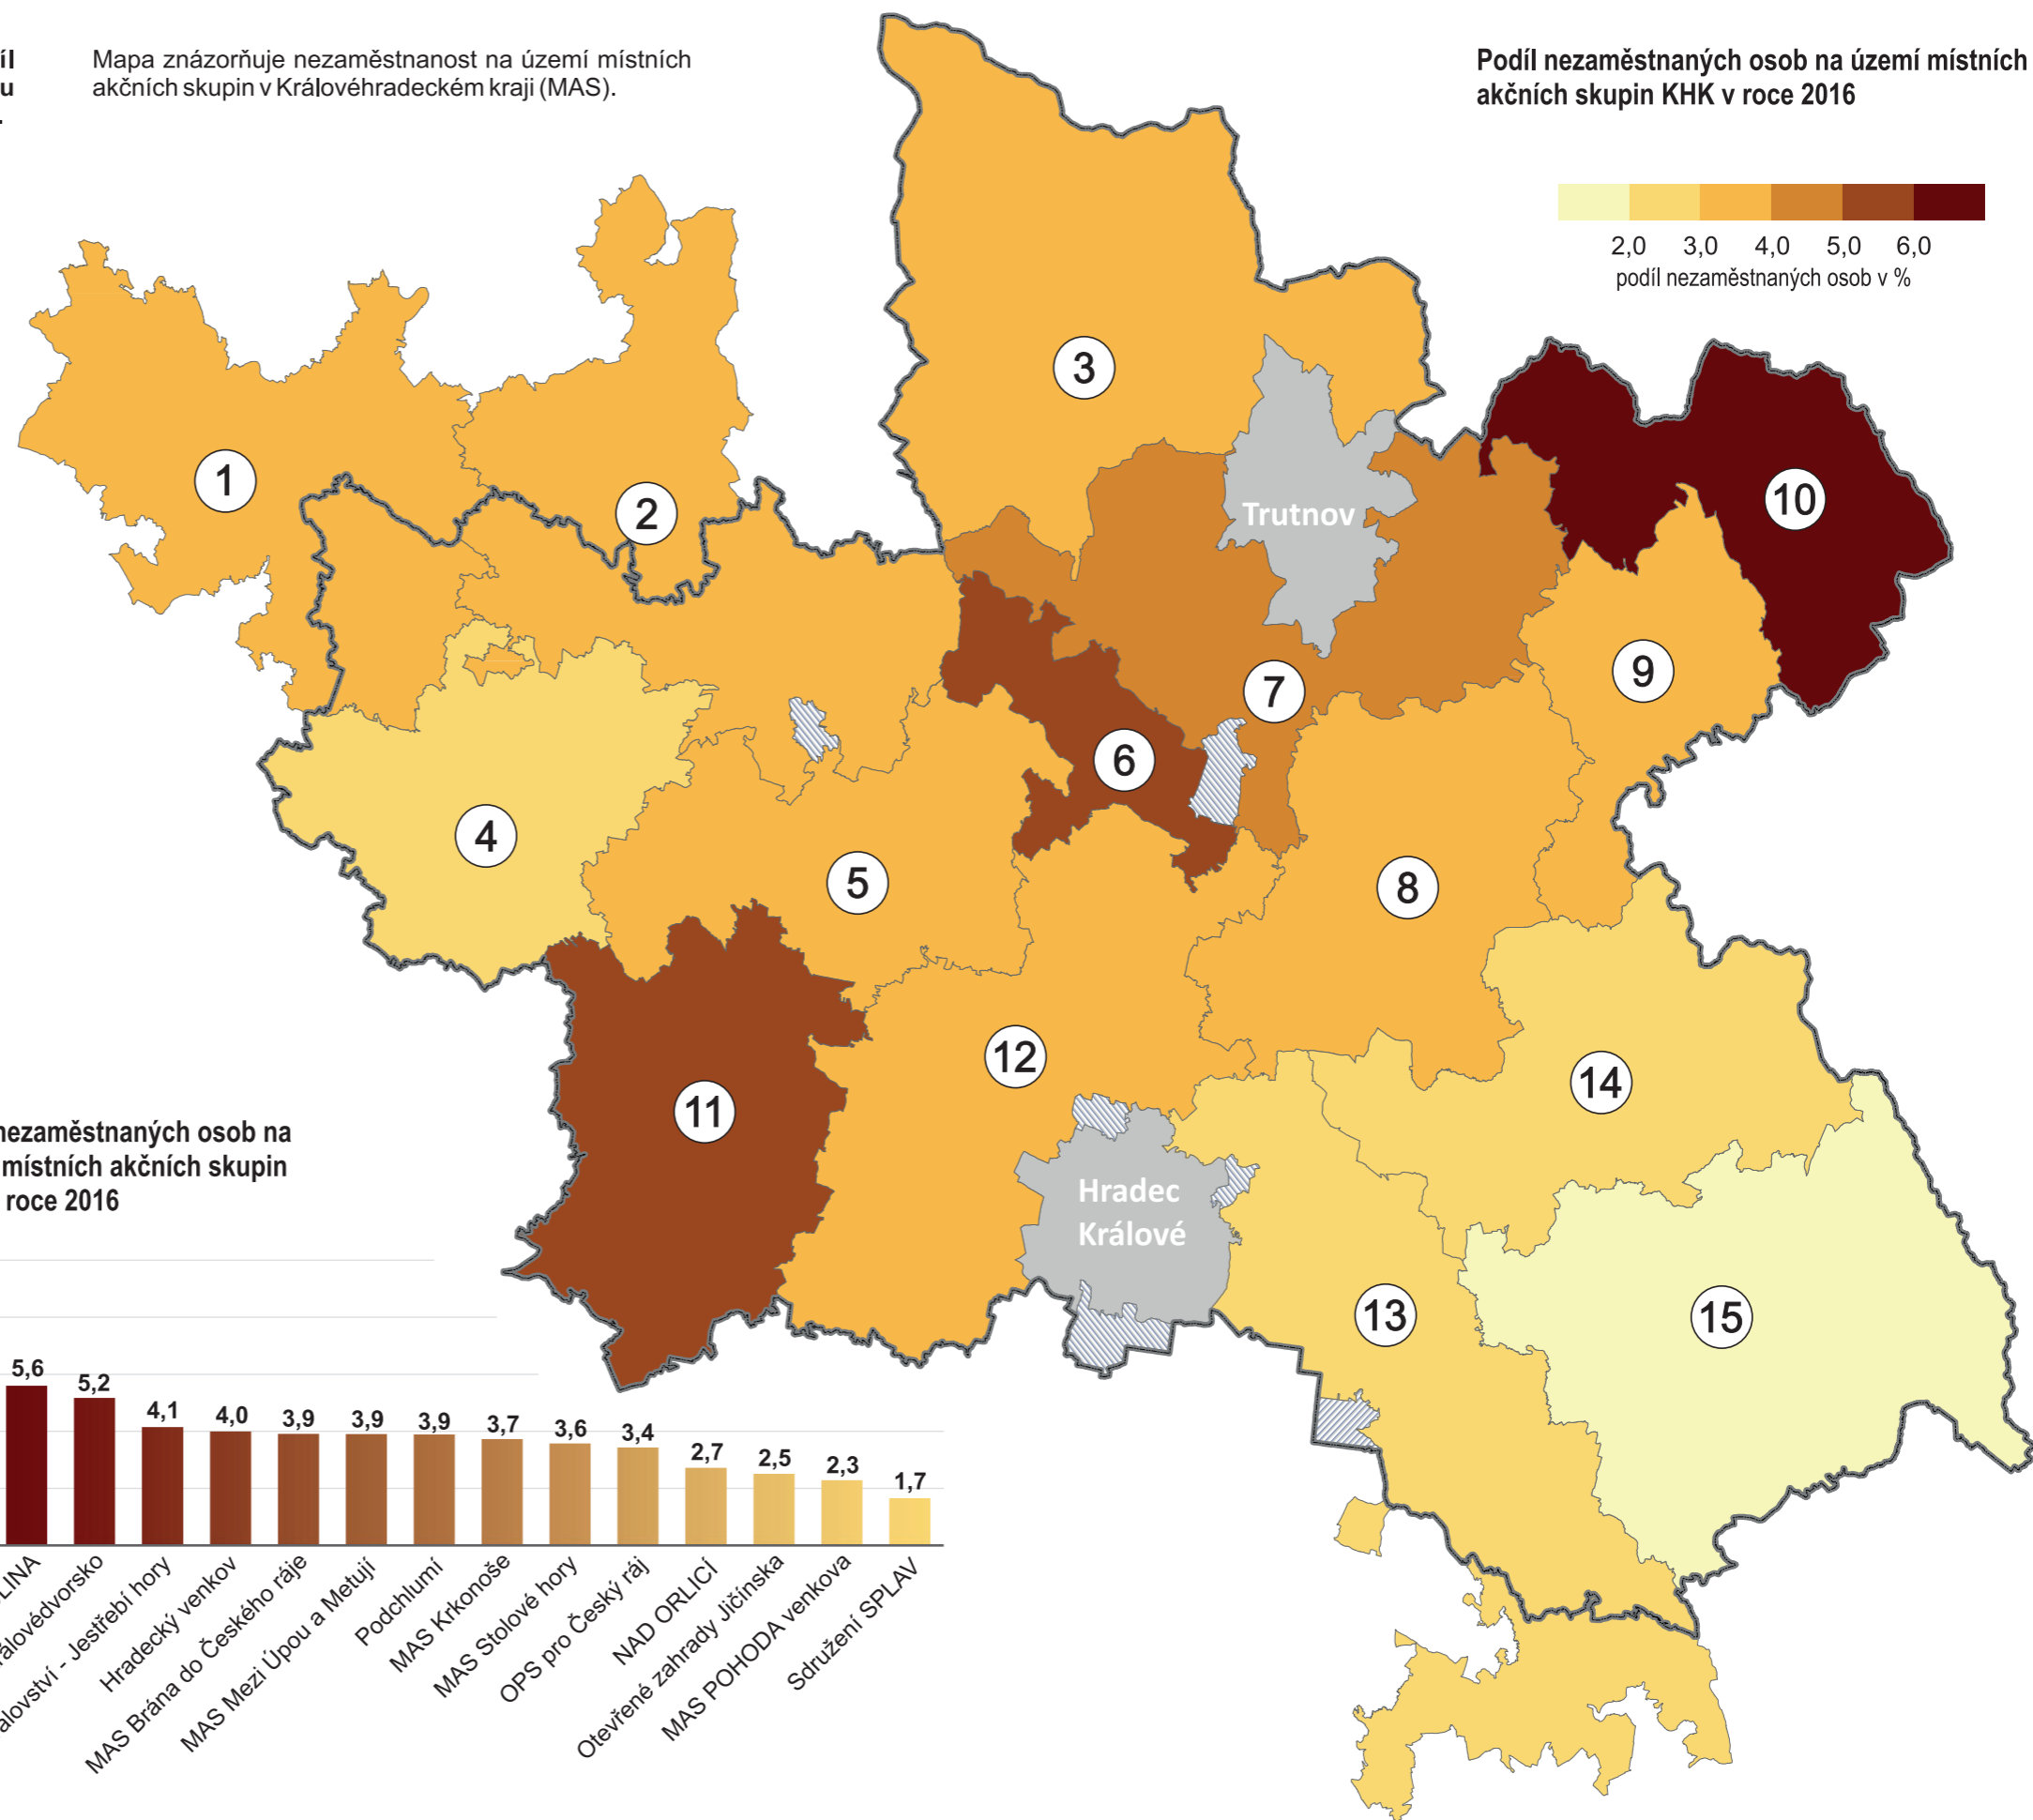 íl
u
.
Mapa znázorňuje nezaměstnanost na území místních
akčních skupin v Královéhradeckém kraji (MAS).
Podíl nezaměstnaných osob na území místních
akčních skupin KHK v roce 2016
2,0 3,0 4,0 5,0 6,0
podíl nezaměstnaných osob v %
3
10
1
2
Trutnov
9
7
6
4
5
8
12
14
11
Hradec
Králové
13
15
nezaměstnaných osob na
místních akčních skupin
roce 2016
5,6 5,2 4,1 4,0 3,9 3,9 3,9 3,7 3,6 3,4 2,7 2,5 2,3 1,7
LINA
rálovédvorsko
alovství - Jestřebí hory
Hradecký venkov
MAS Brána do Českého ráje
MAS Mezi Úpou a Metují
Podchlumí
MAS Krkonoše
MAS Stolové hory
OPS pro Český ráj
NAD ORLICÍ
Otevřené zahrady Jičínska
MAS POHODA venkova
Sdružení SPLAV